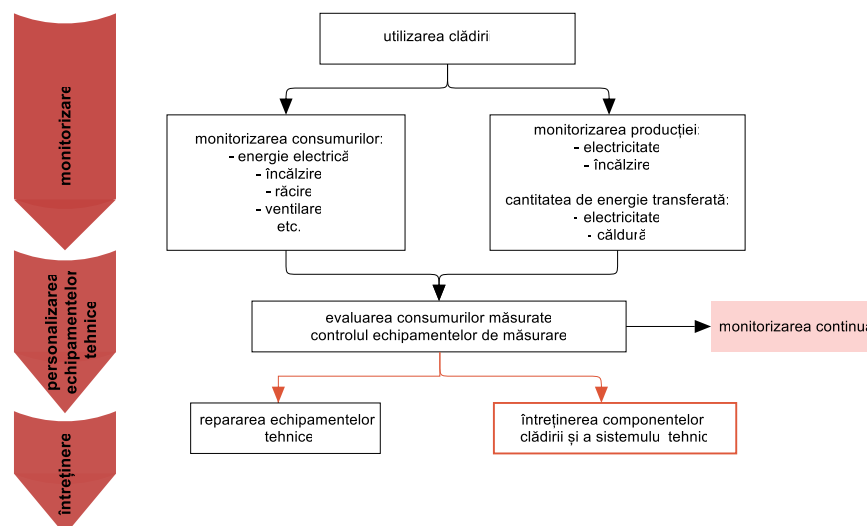 utilizarea clădirii
monitorizare
monitorizarea consumurilor:
- energie electrică
- încălzire
- răcire
- ventilare
etc.
monitorizarea producției:
- electricitate
- încălzire
cantitatea de energie transferată:
- electricitate
- căldură
personalizarea
echipamentelor
tehnice
evaluarea consumurilor măsurate
controlul echipamentelor de măsurare
monitorizarea continua
întreținere
repararea echipamentelor
tehnice
întreținerea componentelor
clădirii și a sistemulu tehnic